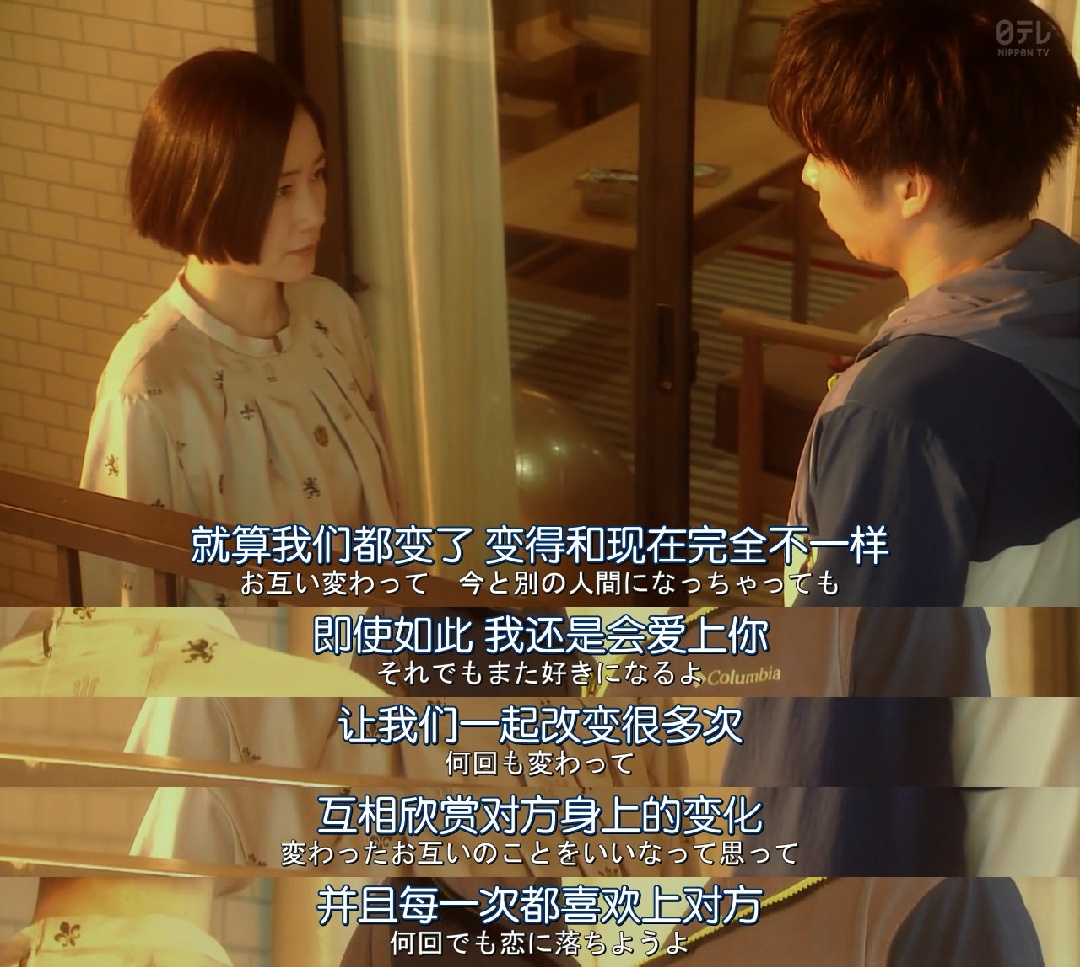 日テレ
NIPPON TV
就算我们都变了 变得和现在完全不一样
お互い変わって 今と別の人間になっちゃっても
即使如此 我还是会爱上你
それでもまた好きになるよ
Columbia
让我们一起改变很多次
何回も変わって
互相欣赏对方身上的变化
変わったお互いのことをいいなって思って
并且每一次都喜欢上对方
何回でも恋に落ちようよ